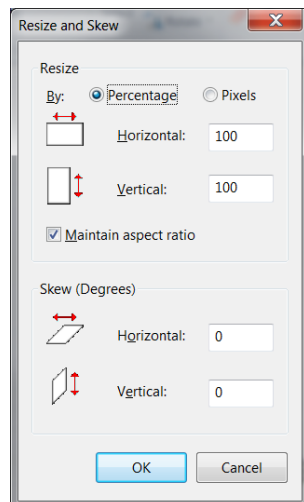 Resize and Skew
Resize
By: Percentage Pixels
Horizontal: 100
Vertical: 100
Maintain aspect ratio
Skew (Degrees)
Horizontal: 0
Vertical: 0
OK Cancel